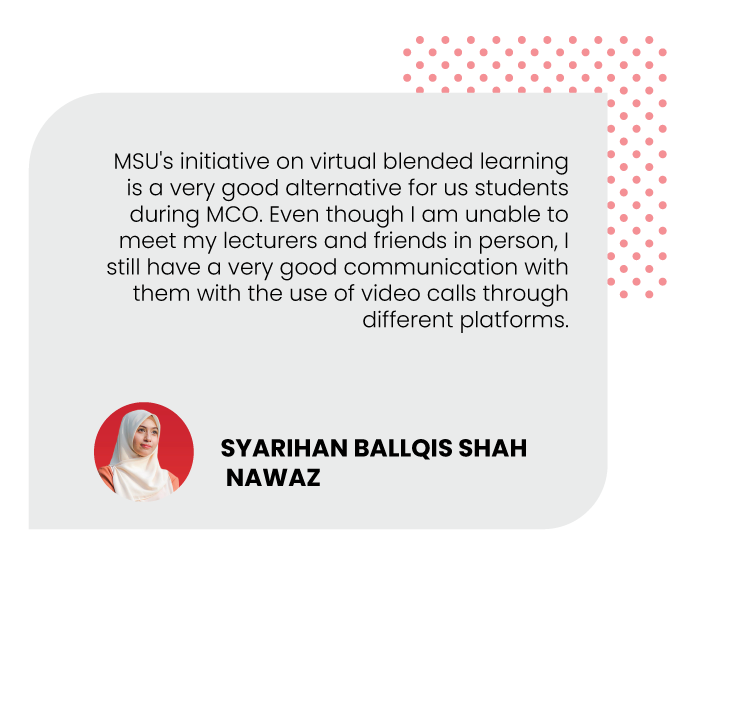 MSU's initiative on virtual blended learning
is a very good alternative for us students
during MCO. Even though I am unable to
meet my lecturers and friends in person, I
still have a very good communication with
them with the use of video calls through
different platforms.
SYARIHAN BALLQIS SHAH
NAWAZ